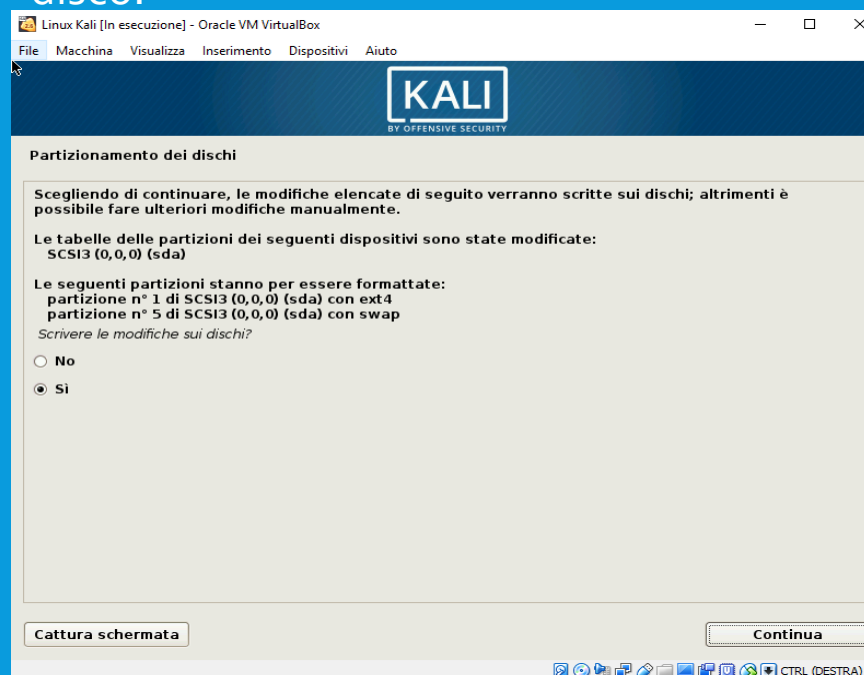 disco.
Linux Kali [In esecuzione] - Oracle VM VirtualBox
File Macchina Visualizza Inserimento Dispositivi Aiuto
KALI
BY OFFENSIVE SECURITY
Partizionamento dei dischi
Scegliendo di continuare, le modifiche elencate di seguito verranno scritte sui dischi; altrimenti è
possibile fare ulteriori modifiche manualmente.
Le tabelle delle partizioni dei seguenti dispositivi sono state modificate:
SCSI3 (0,0,0) (sda)
Le seguenti partizioni stanno per essere formattate:
partizione n° 1 di SCSI3 (0,0,0) (sda) con ext4
partizione n° 5 di SCSI3 (0,0,0) (sda) con swap
Scrivere le modifiche sui dischi?
No
Sì
Cattura schermata
Continua
CTRL (DESTRA)